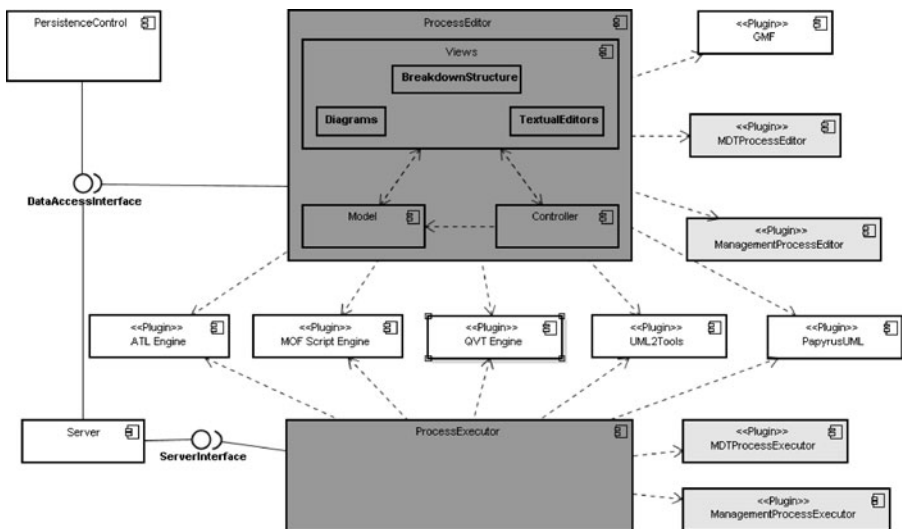 PersistenceControl
ProcessEditor
Views
BreakdownStructure
Diagrams
TextualEditors
Model
Controller
<<Plugin>>
GMF
<<Plugin>>
MDTProcessEditor
<<Plugin>>
ManagementProcessEditor
DataAccessInterface
<<Plugin>>
ATL Engine
<<Plugin>>
MOF Script Engine
<<Plugin>>
QVT Engine
<<Plugin>>
UML2Tools
<<Plugin>>
PapyrusUML
Server
ServerInterface
ProcessExecutor
<<Plugin>>
MDTProcessExecutor
<<Plugin>>
ManagementProcessExecutor